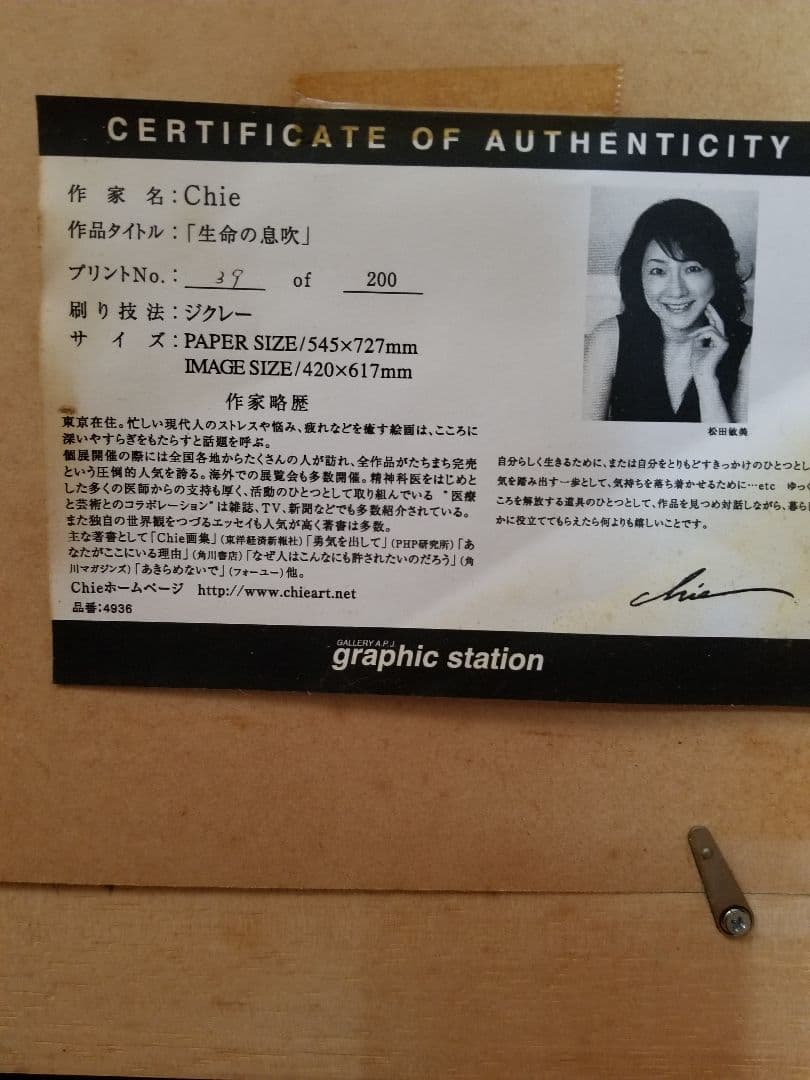 CERTIFICATE OF AUTHENTICITY
作家名：Chie
作品タイトル：「生命の息吹」
プリントNo.： 39 of 200
刷り技法：ジクレー
サイズ：PAPER SIZE/545×727mm
IMAGE SIZE/420×617mm
作家略歴
東京在住。忙しい現代人のストレスや悩み、疲れなどを癒す絵画は、こころに
深いやすらぎをもたらすと話題を呼ぶ。
個展開催の際には全国各地からたくさんの人が訪れ、全作品がたちまち完売
という圧倒的人気を誇る。海外での展覧会も多数開催。精神科医をはじめと
した多くの医師からの支持も厚く、活動のひとつとして取り組んでいる“医療
と芸術とのコラボレーション”は雑誌、TV、新聞などでも多数紹介されている。
また独自の世界観をつづるエッセイも人気が高く著書は多数。
主な著書として「Chie画集」（東洋経済新報社）「勇気を出して」（PHP研究所）「あ
なたがここにいる理由」（角川書店）「なぜ人はこんなにも許されたいのだろう」（角
川マガジンズ）「あきらめないで」（フォーユー）他。
Chieホームページ http://www.chieart.net
品番：4936
松田敏美
自分らしく生きるために、または自分をとりもどすきっかけのひとつとし
気を踏み出す一歩として、気持ちを落ち着かせるために…etc ゆっく
ころを解放する道具のひとつとして、作品を見つめ対話しながら、暮ら
かに役立ててもらえたら何よりも嬉しいことです。
Chie
GALLERY A.P.J
graphic station